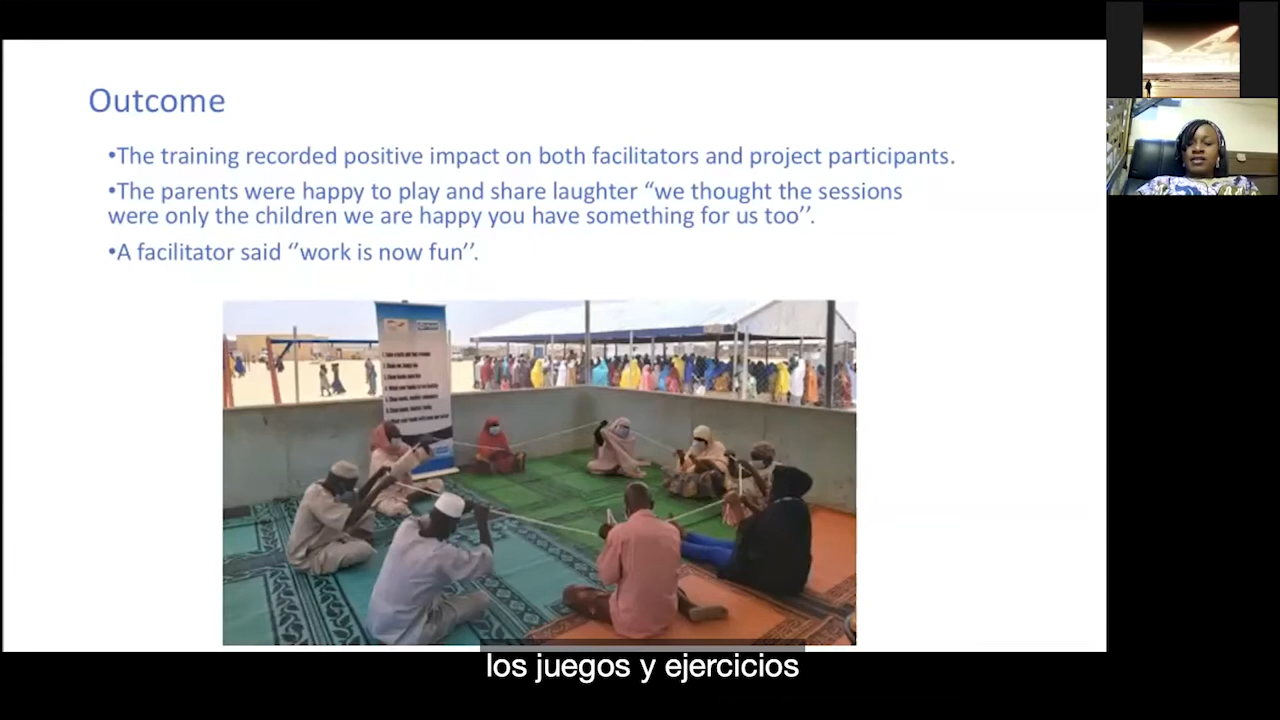 Outcome
•The training recorded positive impact on both facilitators and project participants.
•The parents were happy to play and share laughter “we thought the sessions
were only the children we are happy you have something for us too’’.
•A facilitator said ‘’work is now fun’’.
los juegos y ejercicios